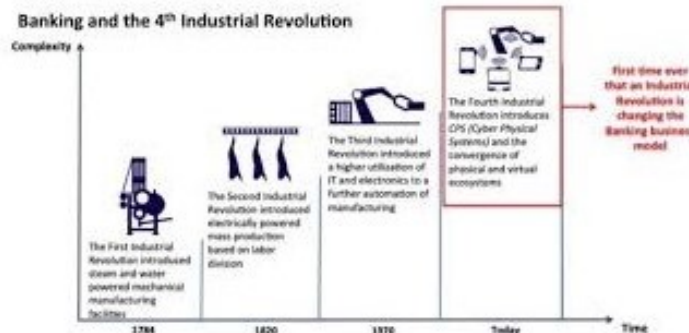 Banking and the 4th Industrial Revolution
Complexity
The First Industrial
Revolution introduced
steam and water
powered mechanical
manufacturing
facilities
The Second Industrial
Revolution introduced
electrically powered
mass production
based on labor
division
The Third Industrial
Revolution introduced
a higher utilization of
IT and electronics to a
further automation of
manufacturing
The Fourth Industrial
Revolution introduces
CPS (Cyber Physical
Systems) and the
convergence of
physical and virtual
ecosystems
First time ever
that an Industrial
Revolution is
changing the
Banking business
model
1784
1820
1970
Today
Time